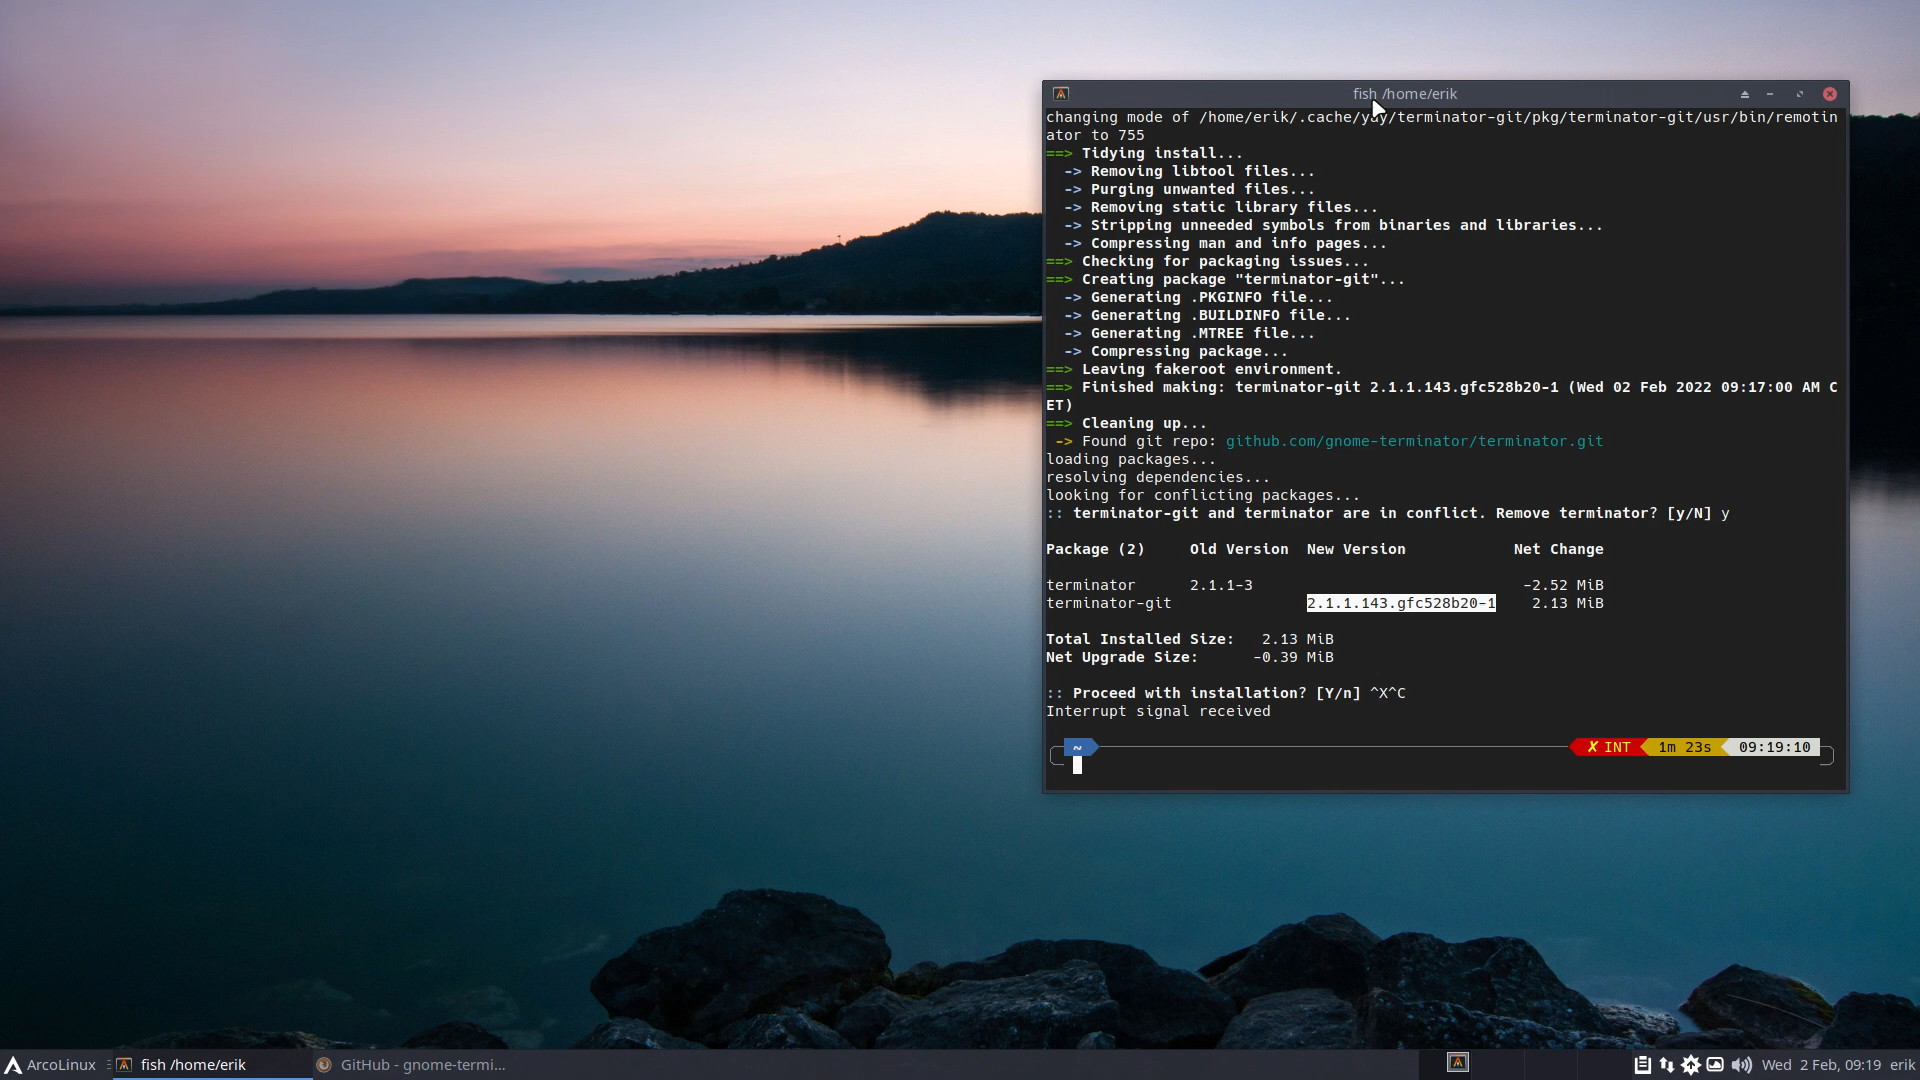 fish /home/erik
changing mode of /home/erik/.cache/yay/terminator-git/pkg/terminator-git/usr/bin/remotin
ator to 755
==> Tidying install...
-> Removing libtool files...
-> Purging unwanted files...
-> Removing static library files...
-> Stripping unneeded symbols from binaries and libraries...
-> Compressing man and info pages...
==> Checking for packaging issues...
==> Creating package "terminator-git"...
-> Generating .PKGINFO file...
-> Generating .BUILDINFO file...
-> Generating .MTREE file...
-> Compressing package...
==> Leaving fakeroot environment.
==> Finished making: terminator-git 2.1.1.143.gfc528b20-1 (Wed 02 Feb 2022 09:17:00 AM C
ET)
==> Cleaning up...
-> Found git repo: github.com/gnome-terminator/terminator.git
loading packages...
resolving dependencies...
looking for conflicting packages...
:: terminator-git and terminator are in conflict. Remove terminator? [y/N] y
Package (2) Old Version New Version Net Change
terminator 2.1.1-3 -2.52 MiB
terminator-git 2.1.1.143.gfc528b20-1 2.13 MiB
Total Installed Size: 2.13 MiB
Net Upgrade Size: -0.39 MiB
:: Proceed with installation? [Y/n] ^X^C
Interrupt signal received
~ ✗ INT 1m 23s 09:19:10
ArcoLinux fish /home/erik GitHub - gnome-termi... Wed 2 Feb, 09:19 erik